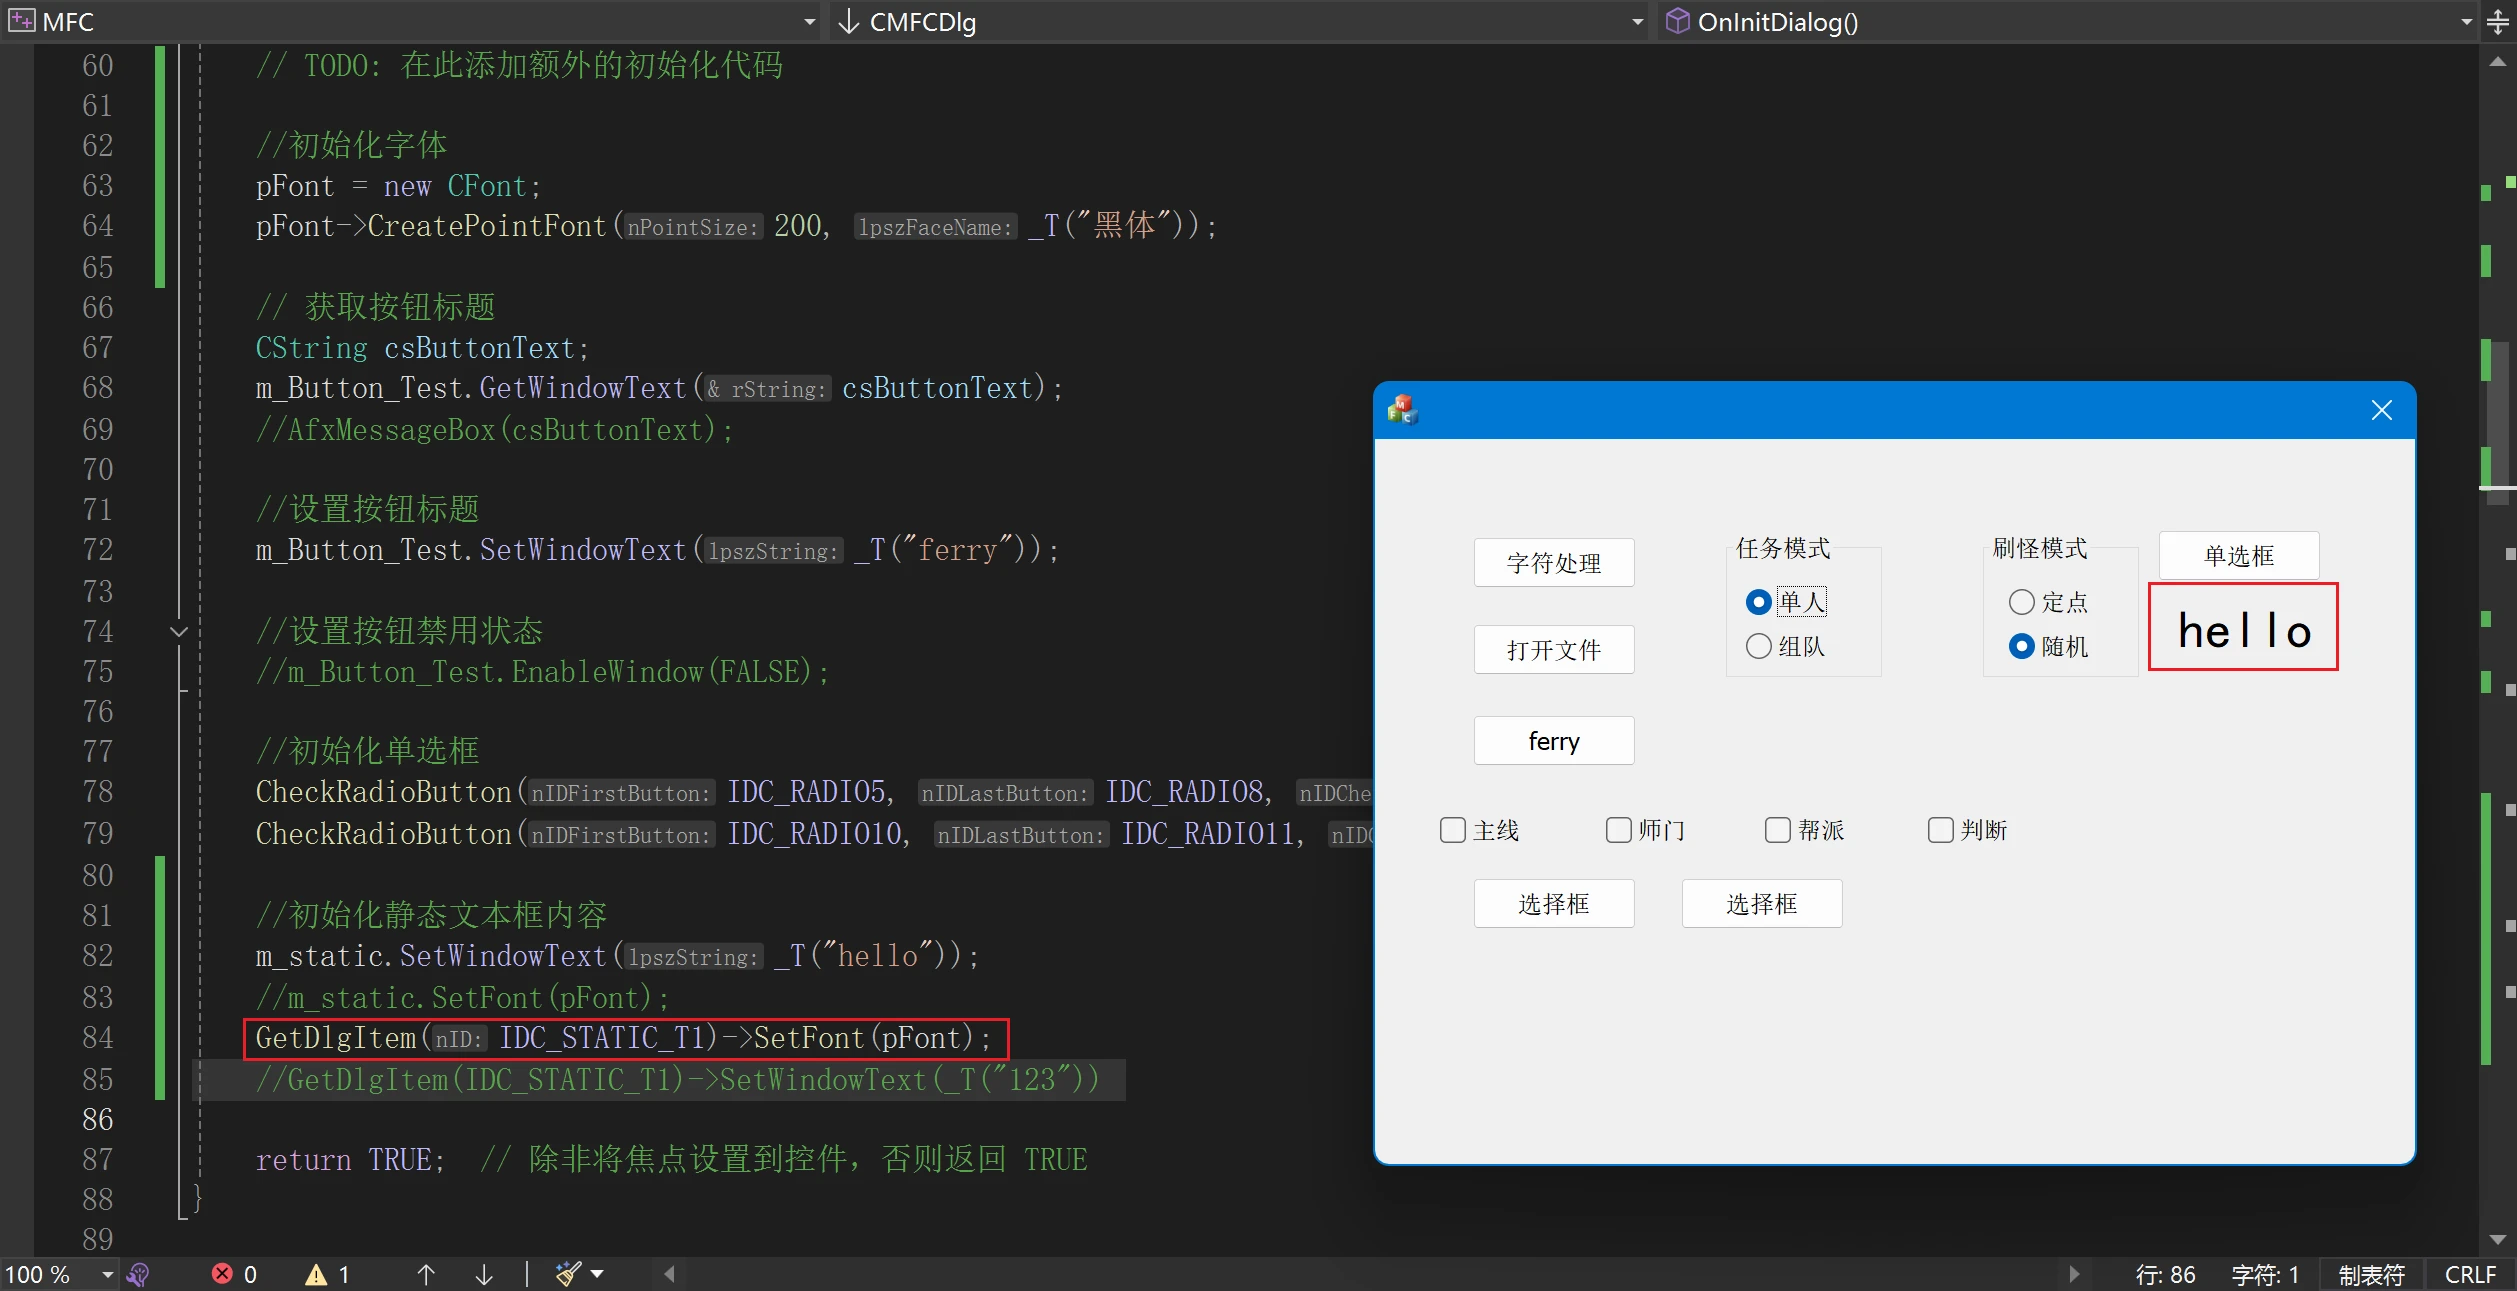 MFC CMFCDlg OnInitDialog()
60 // TODO: 在此添加额外的初始化代码
61
62 //初始化字体
63 pFont = new CFont;
64 pFont->CreatePointFont(nPointSize: 200, lpszFaceName: _T("黑体"));
65
66 // 获取按钮标题
67 CString csButtonText;
68 m_Button_Test.GetWindowText(& rString: csButtonText);
69 //AfxMessageBox(csButtonText);
70
71 //设置按钮标题
72 m_Button_Test.SetWindowText(lpszString: _T("ferry"));
73
74 //设置按钮禁用状态
75 //m_Button_Test.EnableWindow(FALSE);
76
77 //初始化单选框
78 CheckRadioButton(nIDFirstButton: IDC_RADIO5, nIDLastButton: IDC_RADIO8, nIDChe
79 CheckRadioButton(nIDFirstButton: IDC_RADIO10, nIDLastButton: IDC_RADIO11, nIDC
80
81 //初始化静态文本框内容
82 m_static.SetWindowText(lpszString: _T("hello"));
83 //m_static.SetFont(pFont);
84 GetDlgItem(nID: IDC_STATIC_T1)->SetFont(pFont);
85 //GetDlgItem(IDC_STATIC_T1)->SetWindowText(_T("123"))
86
87 return TRUE; // 除非将焦点设置到控件，否则返回 TRUE
88 }
89
字符处理
打开文件
ferry
任务模式
单人
组队
刷怪模式
定点
随机
单选框
hello
主线 师门 帮派 判断
选择框 选择框
100 % 0 1 行: 86 字符: 1 制表符 CRLF